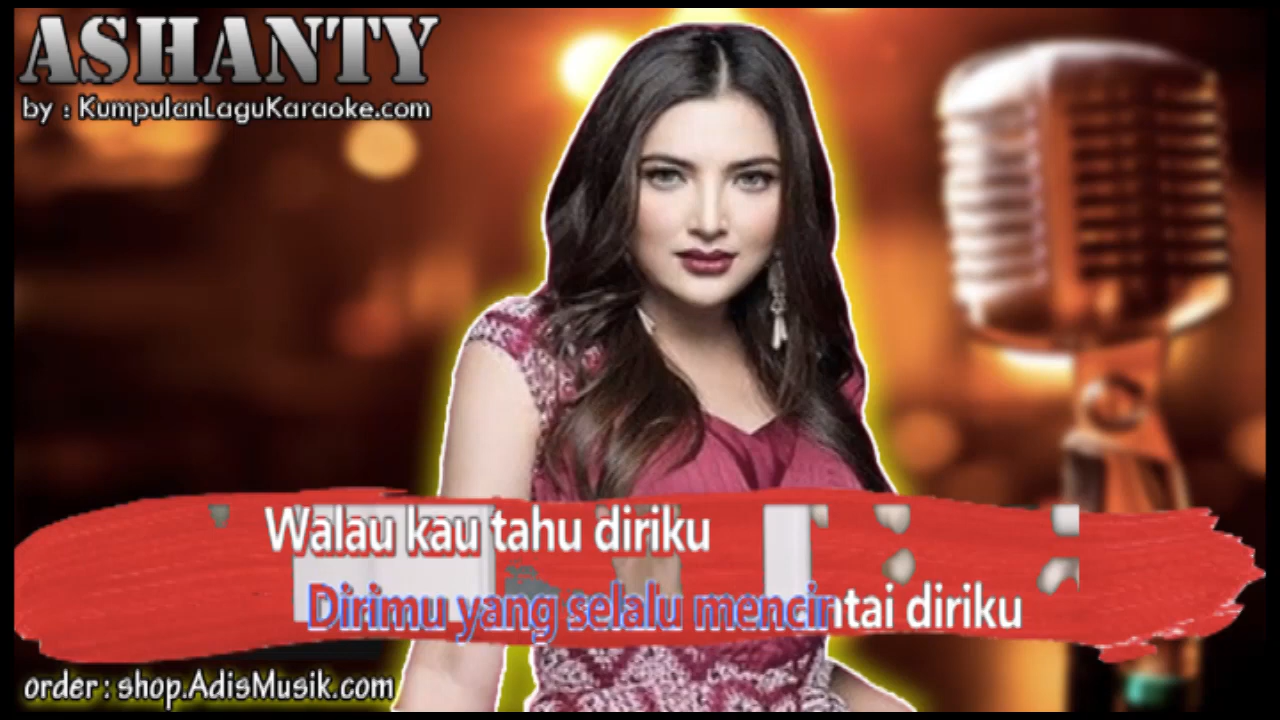 ASHANTY
by : KumpulanLaguKaraoke.com
Walau kau tahu diriku
Dirimu yang selalu mencintai diriku
order : shop.AdisMusik.com